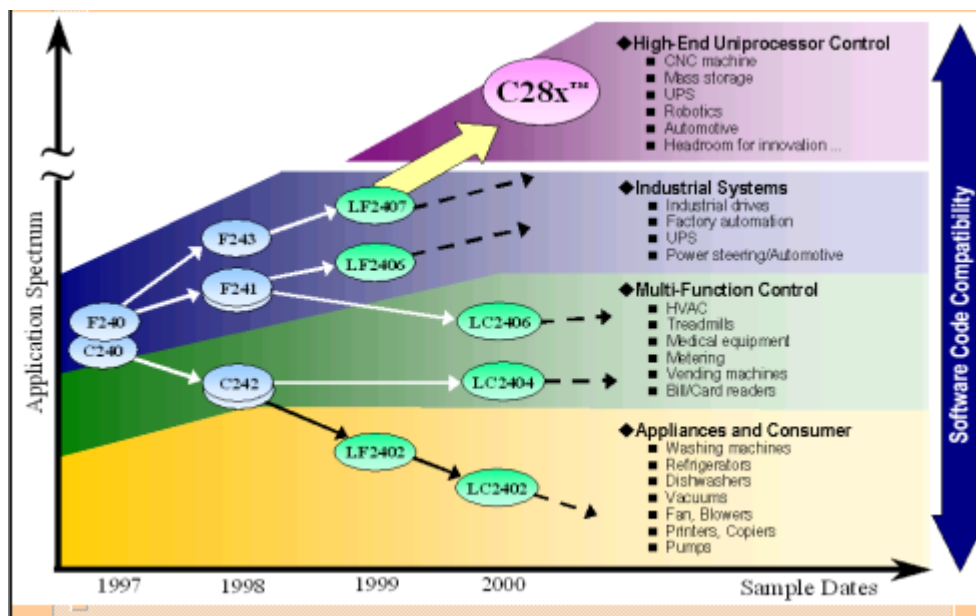 ◆High-End Uniprocessor Control
■ CNC machine
■ Mass storage
■ UPS
■ Robotics
■ Automotive
■ Headroom for innovation ...
C28x™
◆Industrial Systems
■ Industrial drives
■ Factory automation
■ UPS
■ Power steering/Automotive
LF2407
F243
LF2406
F241
◆Multi-Function Control
■ HVAC
■ Treadmills
■ Medical equipment
■ Metering
■ Vending machines
■ Bill/Card readers
F240
C240
LC2406
C242
LC2404
◆Appliances and Consumer
■ Washing machines
■ Refrigerators
■ Dishwashers
■ Vacuums
■ Fan, Blowers
■ Printers, Copiers
■ Pumps
LF2402
LC2402
Application Spectrum
Software Code Compatibility
1997 1998 1999 2000 Sample Dates